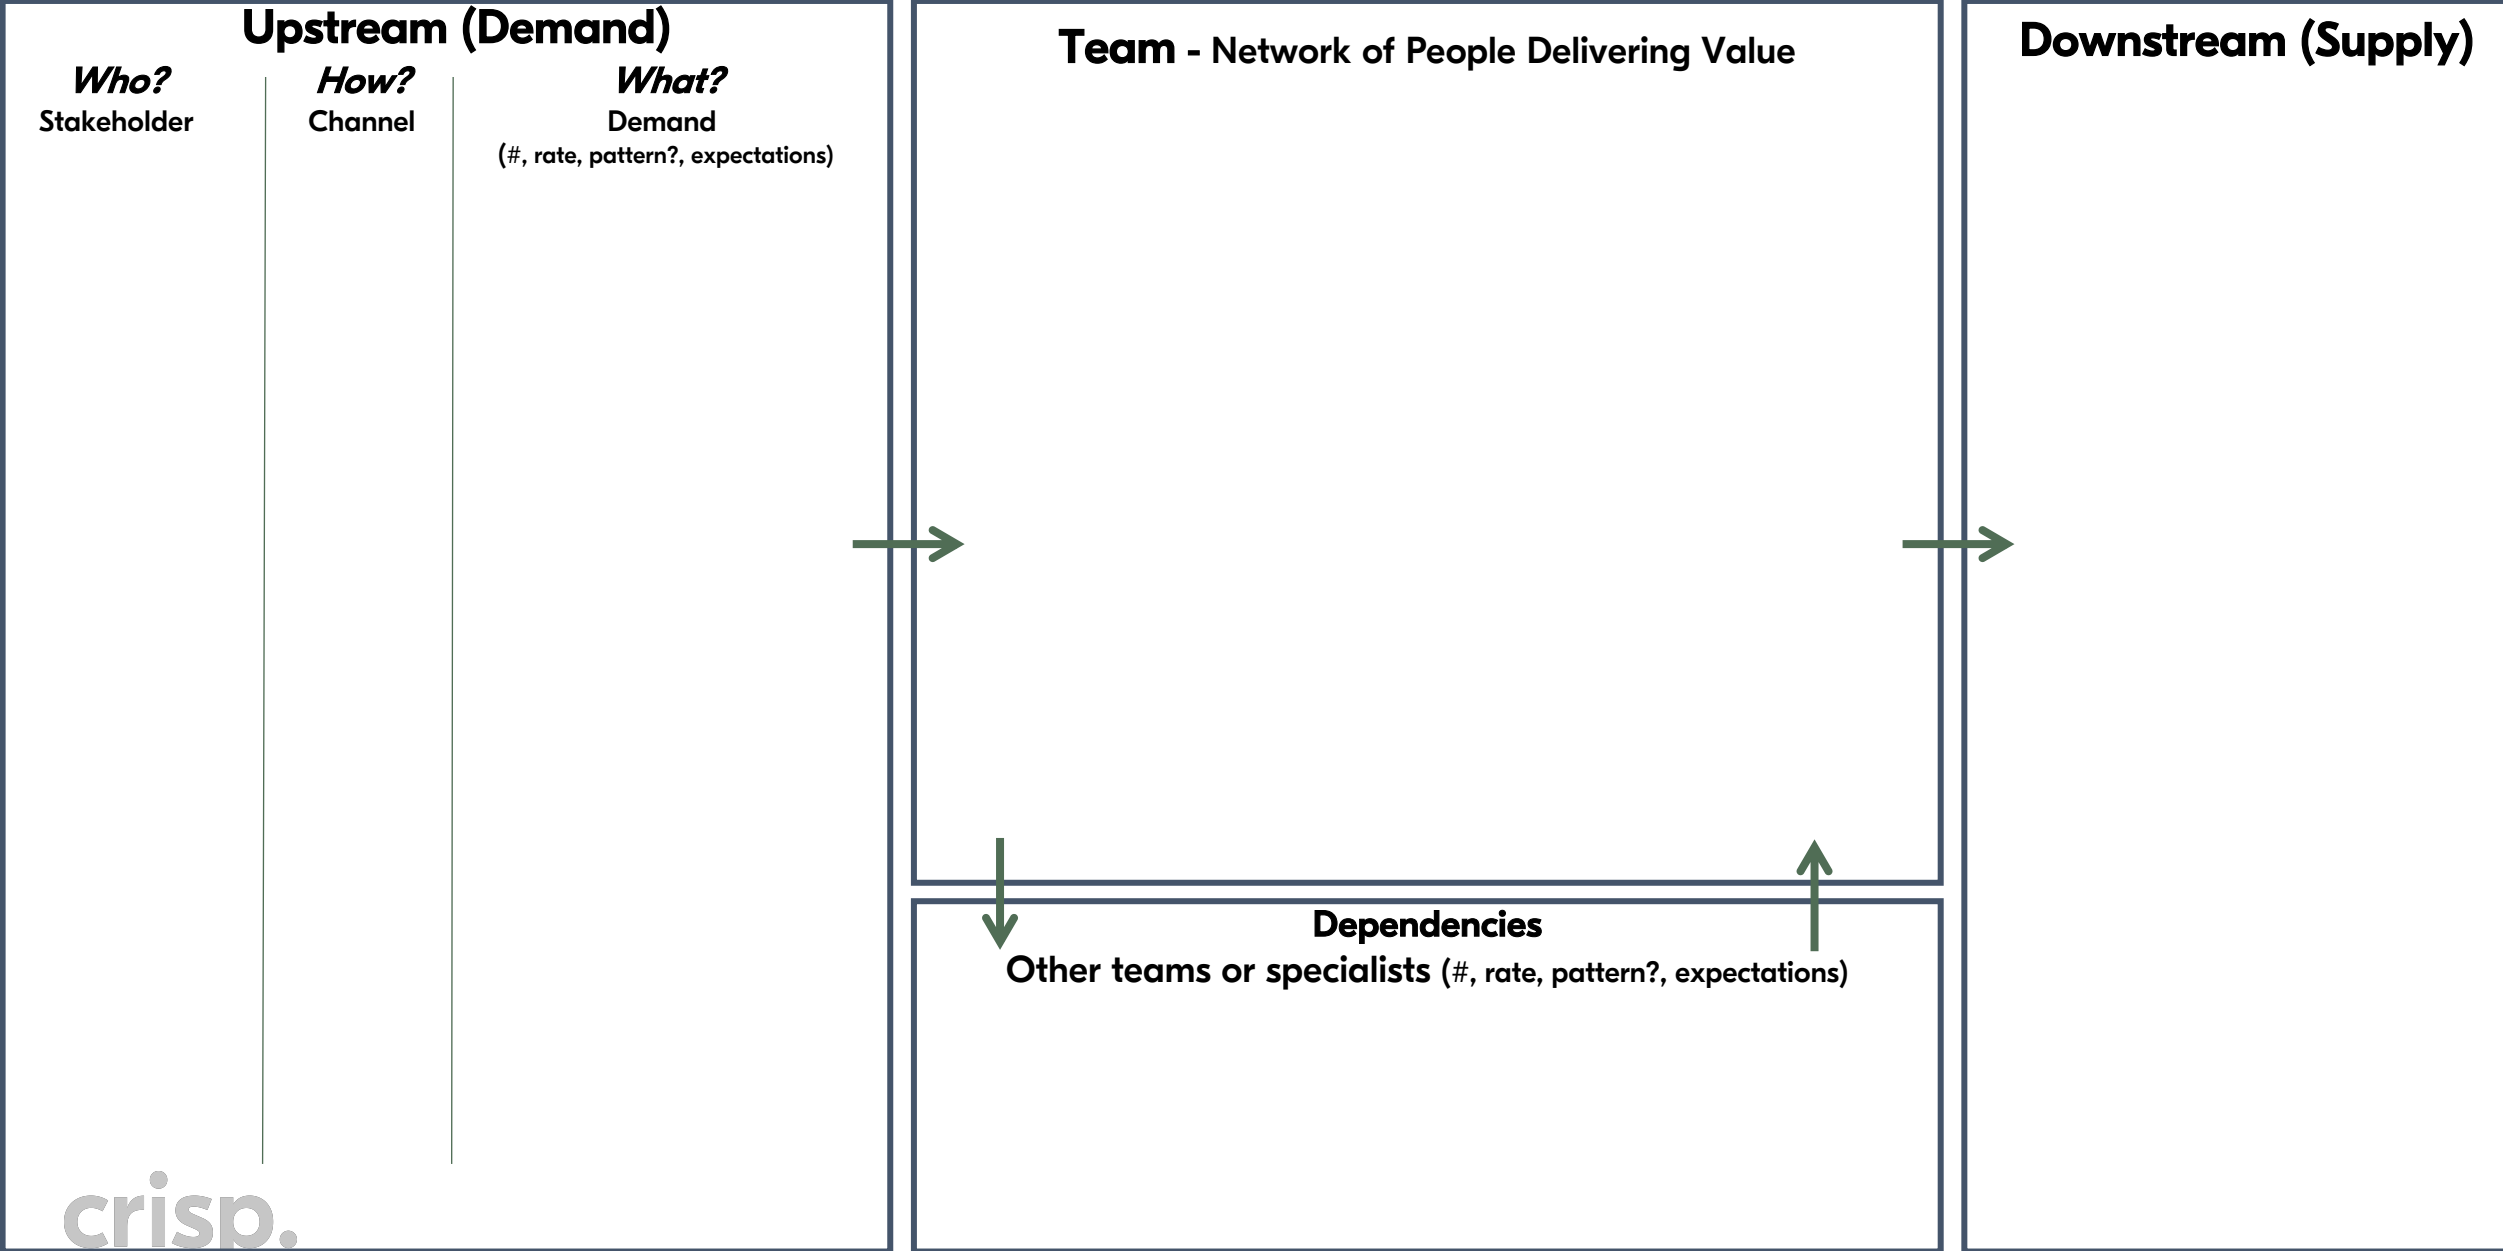 Upstream (Demand)
Who?
Stakeholder
How?
Channel
What?
Demand
(#, rate, pattern?, expectations)
Team - Network of People Delivering Value
Dependencies
Other teams or specialists (#, rate, pattern?, expectations)
Downstream (Supply)
crisp.